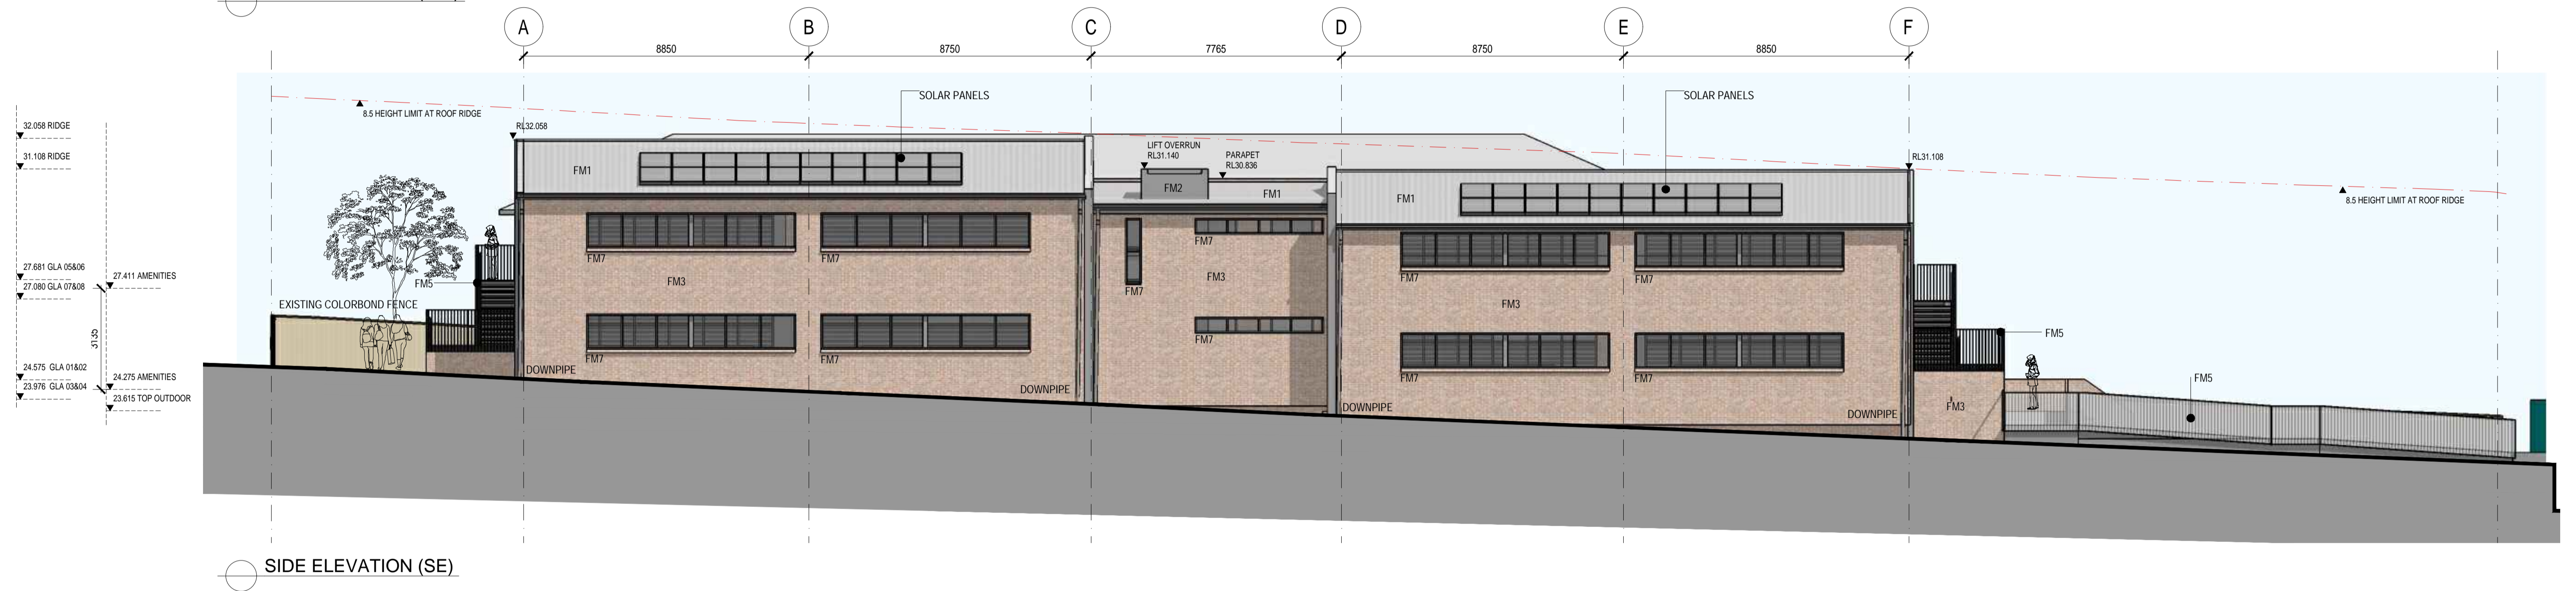 A
B
C
D
E
F
8850
8750
7765
8750
8850
SOLAR PANELS
SOLAR PANELS
8.5 HEIGHT LIMIT AT ROOF RIDGE
32.058 RIDGE
RL32.058
LIFT OVERRUN
RL31.140
PARAPET
RL30.836
31.108 RIDGE
RL31.108
FM1
FM2
FM1
FM1
8.5 HEIGHT LIMIT AT ROOF RIDGE
FM7
FM7
FM7
FM7
FM7
FM7
27.681 GLA 05&06
27.411 AMENITIES
27.080 GLA 07&08
FM5
FM3
FM3
FM3
EXISTING COLORBOND FENCE
3135
FM7
FM7
FM7
FM7
FM7
FM5
24.575 GLA 01&02
24.275 AMENITIES
23.976 GLA 03&04
23.615 TOP OUTDOOR
DOWNPIPE
DOWNPIPE
DOWNPIPE
DOWNPIPE
FM3
FM5
SIDE ELEVATION (SE)